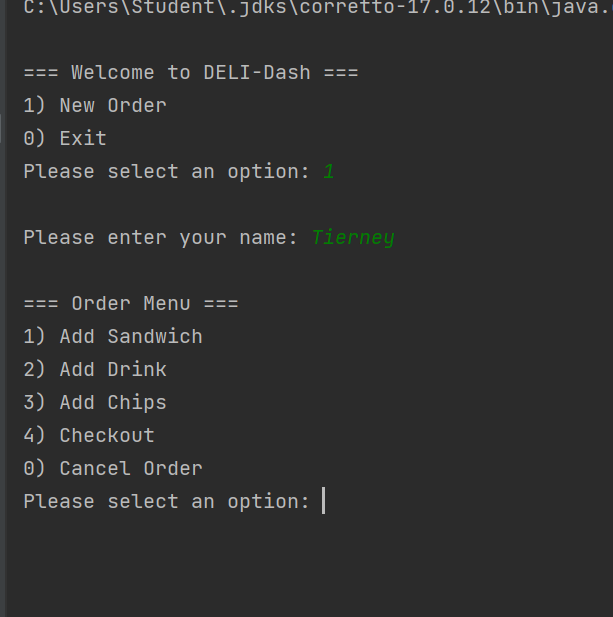 C:\Users\Student\.jdks\corretto-17.0.12\bin\java.
=== Welcome to DELI-Dash ===
1) New Order
0) Exit
Please select an option: 1
Please enter your name: Tierney
=== Order Menu ===
1) Add Sandwich
2) Add Drink
3) Add Chips
4) Checkout
0) Cancel Order
Please select an option: